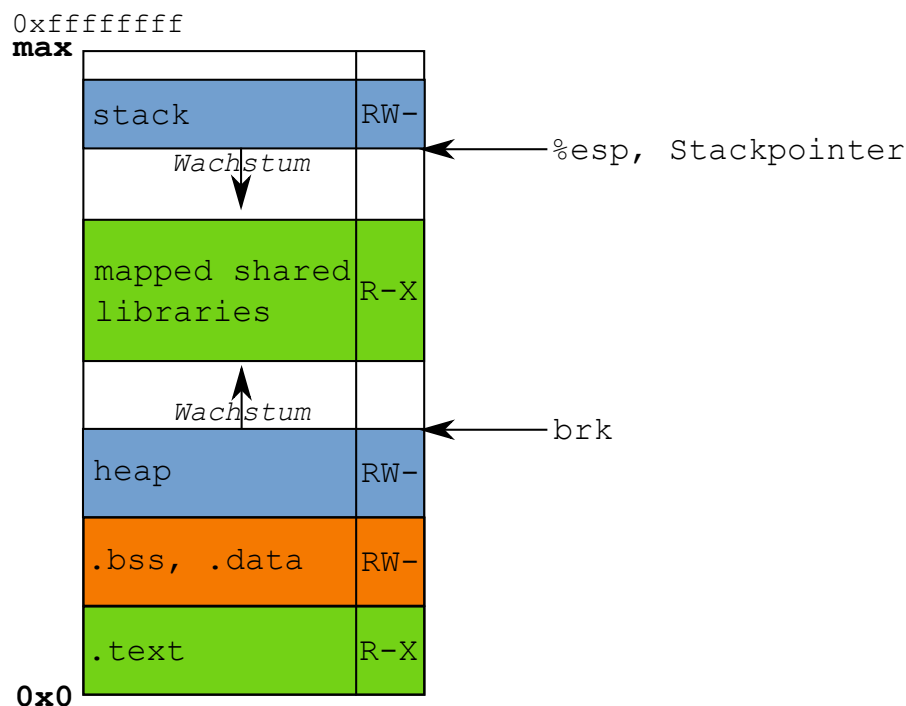 0xffffffff
max
stack RW-
%esp, Stackpointer
Wachstum
mapped shared
libraries
R-X
Wachstum
brk
heap RW-
.bss, .data RW-
.text R-X
0x0